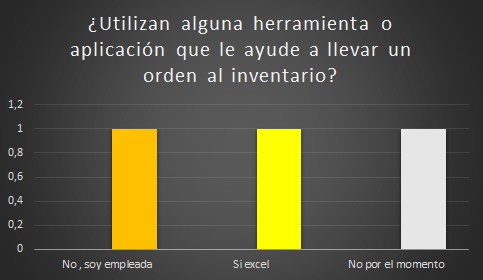 ¿Utilizan alguna herramienta o
aplicación que le ayude a llevar un
orden al inventario?
1,2
1
0,8
0,6
0,4
0,2
0
No , soy empleada
Si excel
No por el momento